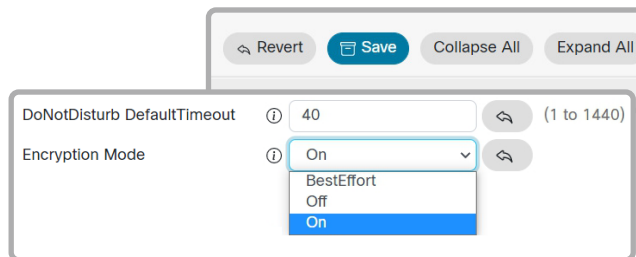 Revert Save Collapse All Expand All
DoNotDisturb DefaultTimeout 40 (1 to 1440)
Encryption Mode On
BestEffort
Off
On